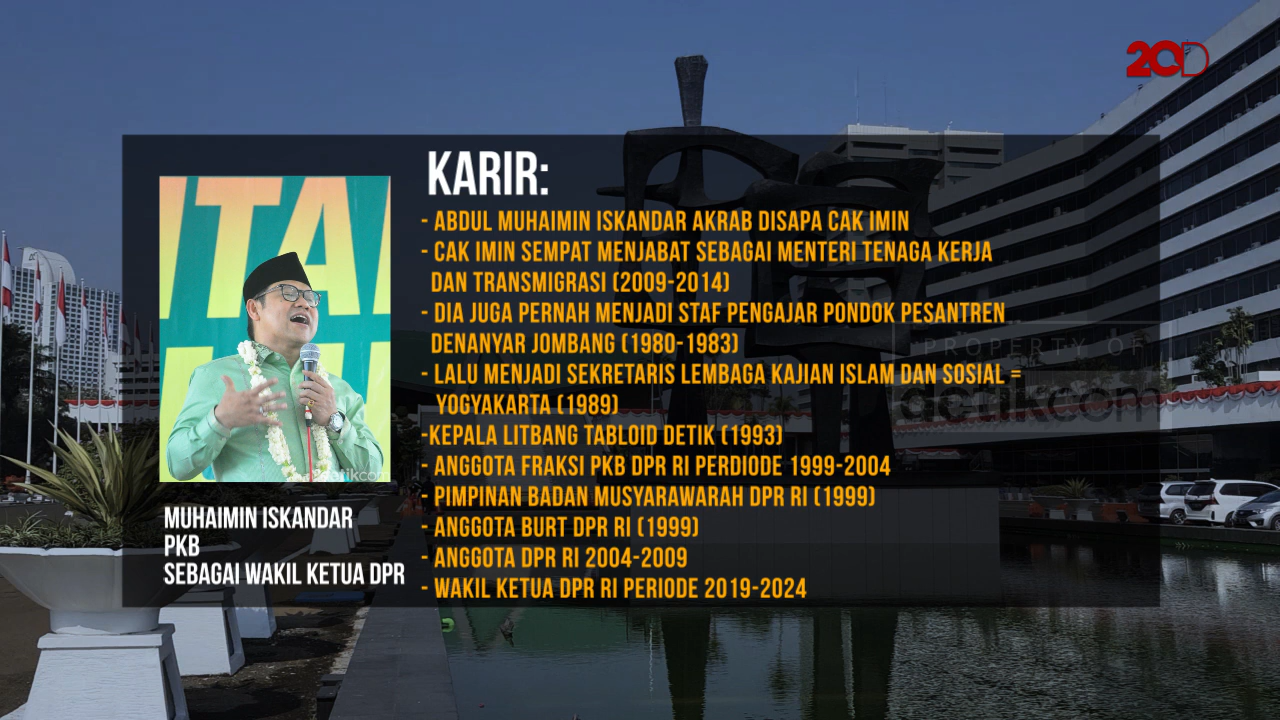 20D
KARIR:
- ABDUL MUHAIMIN ISKANDAR AKRAB DISAPA CAK IMIN
- CAK IMIN SEMPAT MENJABAT SEBAGAI MENTERI TENAGA KERJA
DAN TRANSMIGRASI (2009-2014)
- DIA JUGA PERNAH MENJADI STAF PENGAJAR PONDOK PESANTREN
DENANYAR JOMBANG (1980-1983)
- LALU MENJADI SEKRETARIS LEMBAGA KAJIAN ISLAM DAN SOSIAL =
YOGYAKARTA (1989)
-KEPALA LITBANG TABLOID DETIK (1993)
- ANGGOTA FRAKSI PKB DPR RI PERDIODE 1999-2004
- PIMPINAN BADAN MUSYARAWARAH DPR RI (1999)
- ANGGOTA BURT DPR RI (1999)
- ANGGOTA DPR RI 2004-2009
- WAKIL KETUA DPR RI PERIODE 2019-2024
ITA
detikcom
MUHAIMIN ISKANDAR
PKB
SEBAGAI WAKIL KETUA DPR
PROPERTY OF
detikcom